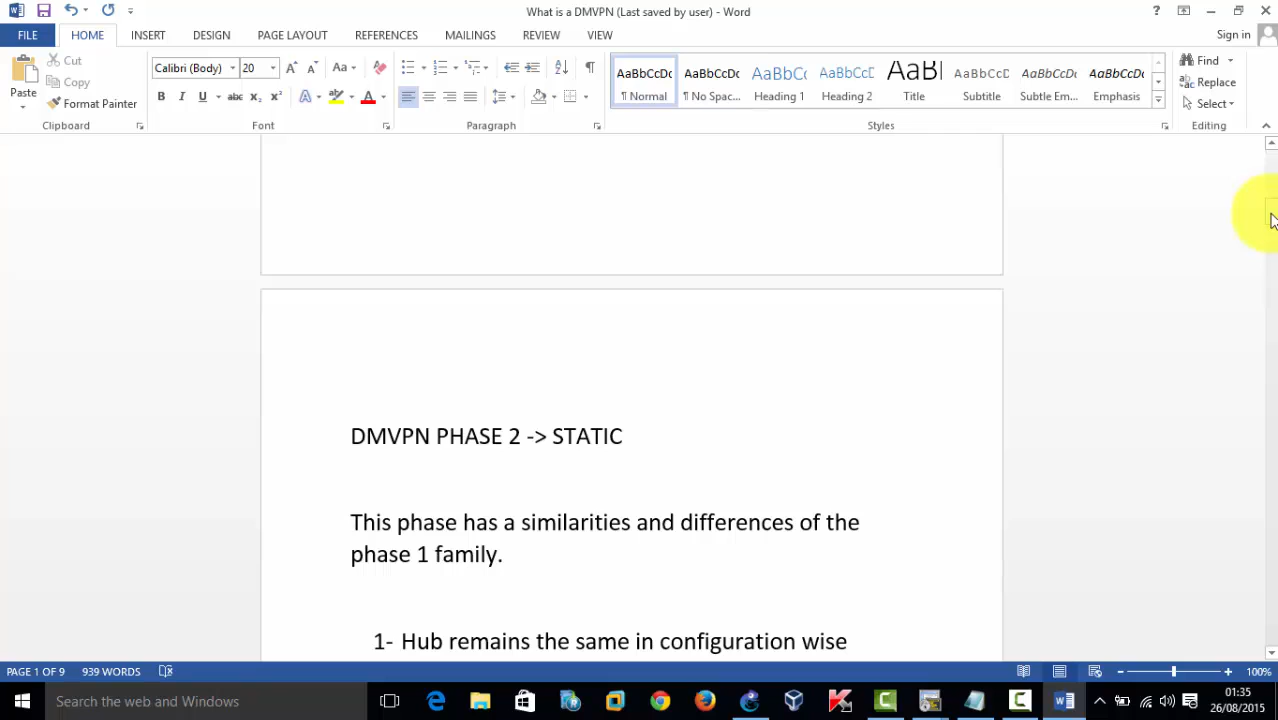 What is a DMVPN (Last saved by user) - Word
?
Sign in
FILE HOME INSERT DESIGN PAGE LAYOUT REFERENCES MAILINGS REVIEW VIEW
Paste
Cut
Copy
Format Painter
Clipboard
Calibri (Body) 20
Font
Paragraph
AaBbCcDc AaBbCcDc AaBbCc AaBbCcD AaBl AaBbCcD AaBbCcDc AaBbCcDc
¶ Normal ¶ No Spac... Heading 1 Heading 2 Title Subtitle Subtle Em... Emphasis
Styles
Find
Replace
Select
Editing
DMVPN PHASE 2 -> STATIC
This phase has a similarities and differences of the
phase 1 family.
1- Hub remains the same in configuration wise
PAGE 1 OF 9 939 WORDS
100%
Search the web and Windows
01:35
26/08/2015